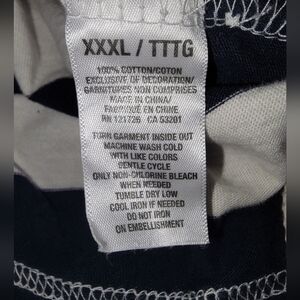 XXXL / TTTG
100% COTTON/COTON
EXCLUSIVE OF DECORATION/
GARNITURES NON COMPRISES
MADE IN CHINA/
FABRIQUÉ EN CHINE
RN 121726 CA 53201
TURN GARMENT INSIDE OUT
MACHINE WASH COLD
WITH LIKE COLORS
GENTLE CYCLE
ONLY NON-CHLORINE BLEACH
WHEN NEEDED
TUMBLE DRY LOW
COOL IRON IF NEEDED
DO NOT IRON
ON EMBELLISHMENT